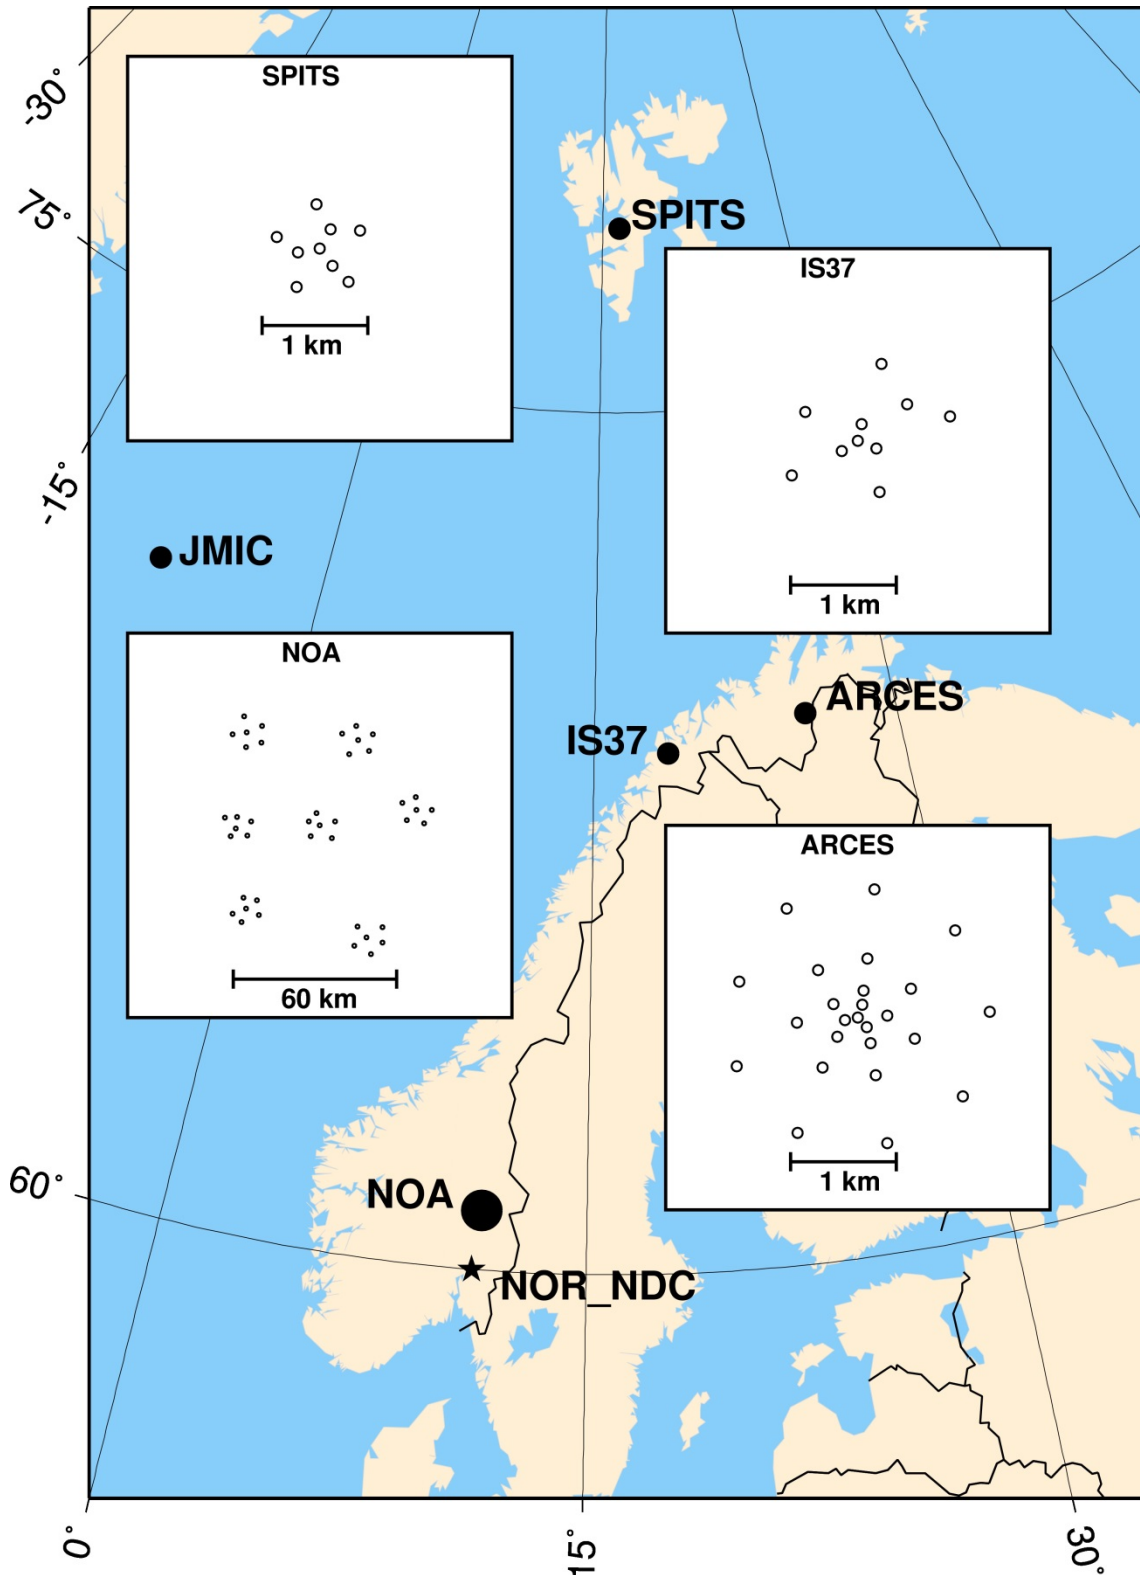 -30°
SPITS
75°
SPITS
IS37
1 km
-15°
JMIC
1 km
NOA
ARCES
IS37
ARCES
60 km
1 km
60°
NOA
NOR_NDC
0°
15°
30°